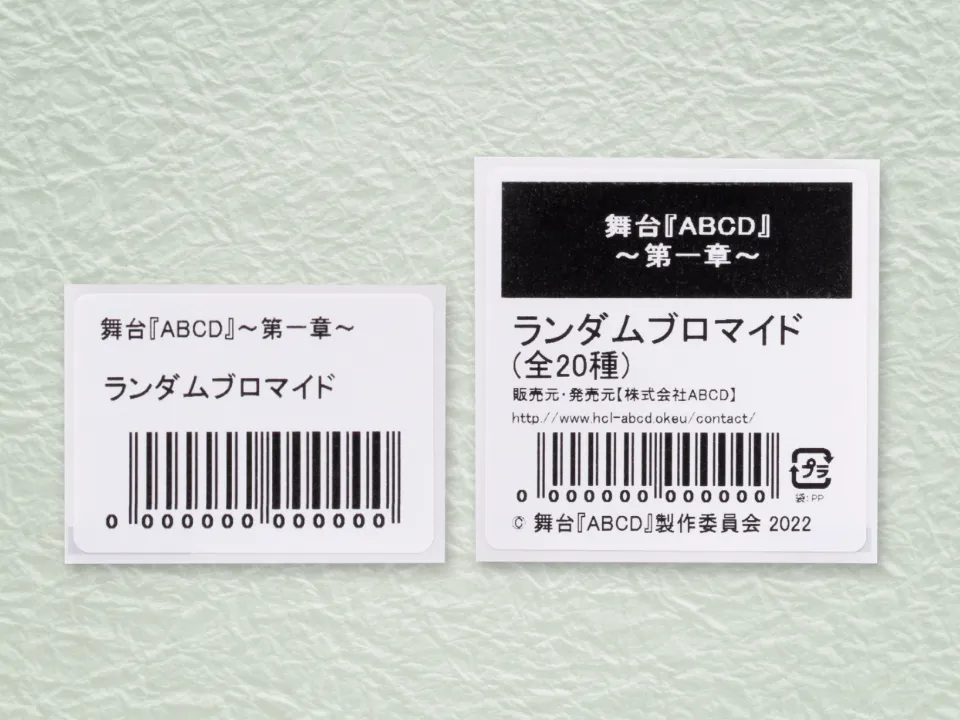 舞台『ABCD』～第一章～
ランダムブロマイド
0 000000 000000
舞台『ABCD』
～第一章～
ランダムブロマイド
(全20種)
販売元・発売元【株式会社ABCD】
http://www.hcl-abcd.okeu/contact/
0 000000 000000
プラ
袋:PP
© 舞台『ABCD』製作委員会 2022